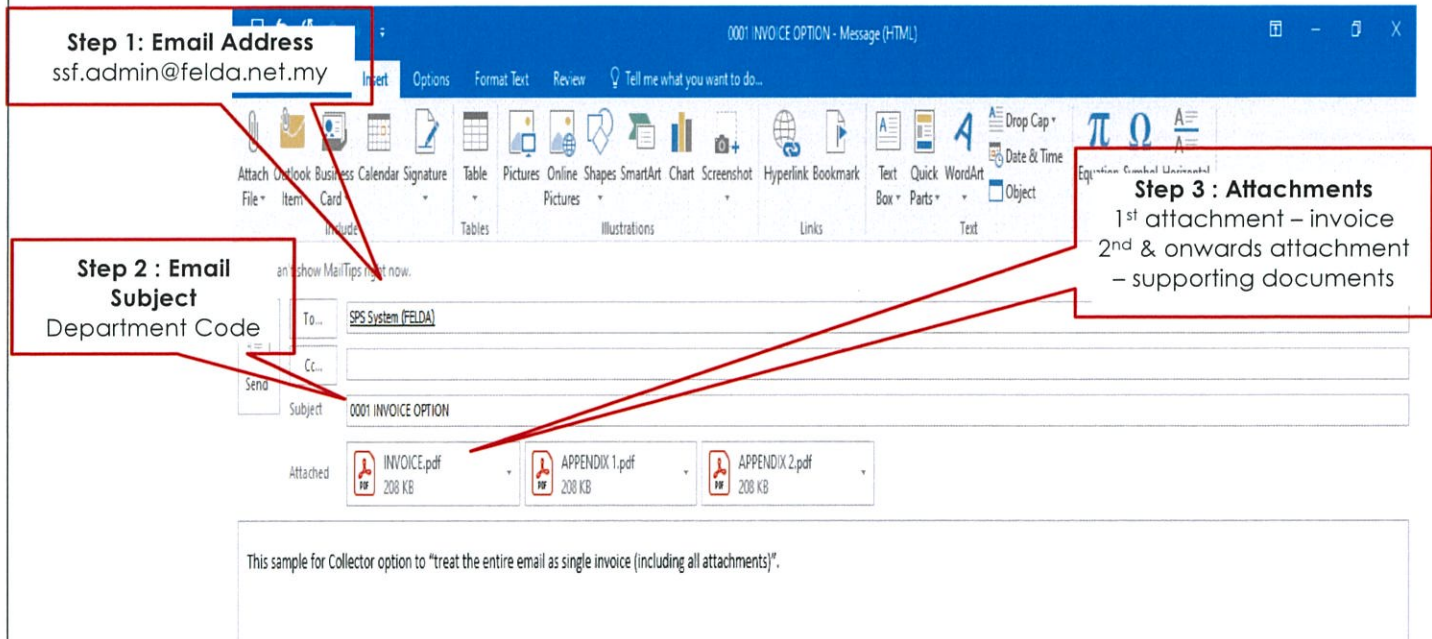 Step 1: Email Address
ssf.admin@felda.net.my
0001 INVOICE OPTION - Message (HTML)
Insert Options Format Text Review Tell me what you want to do...
Attach File Outlook Item Business Card Calendar Signature
Table
Pictures Online Pictures Shapes SmartArt Chart Screenshot
Hyperlink Bookmark
Text Box Quick Parts WordArt
Drop Cap
Date & Time
Object
Equation Symbol Horizontal
Include Tables Illustrations Links Text
Step 3 : Attachments
1st attachment – invoice
2nd & onwards attachment
– supporting documents
Step 2 : Email
Subject
Department Code
show MailTips right now.
To... SPS System (FELDA)
Cc...
Send
Subject 0001 INVOICE OPTION
Attached
INVOICE.pdf
208 KB
APPENDIX 1.pdf
208 KB
APPENDIX 2.pdf
208 KB
PDF
PDF
PDF
This sample for Collector option to “treat the entire email as single invoice (including all attachments)”.